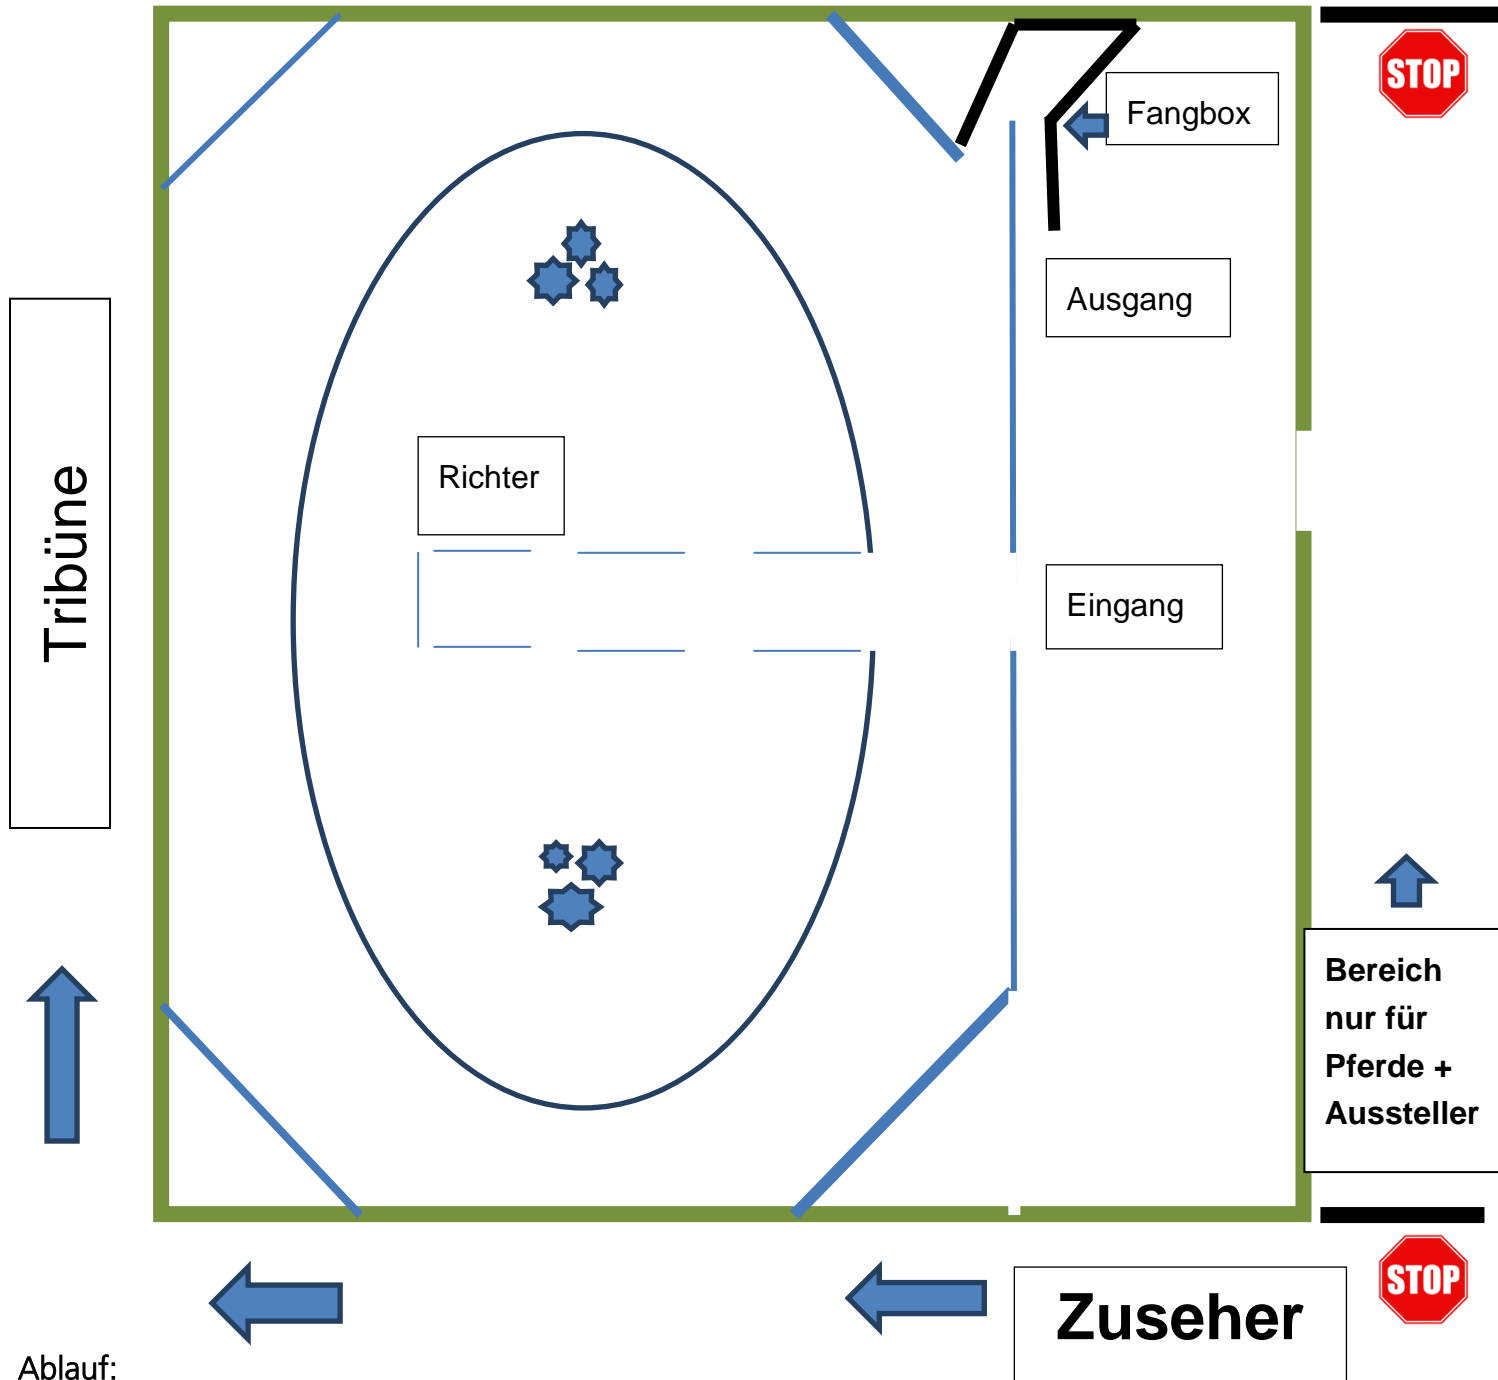 STOP
Fangbox
Ausgang
Richter
Tribüne
Eingang
Bereich
nur für
Pferde +
Aussteller
STOP
Zuseher
Ablauf: